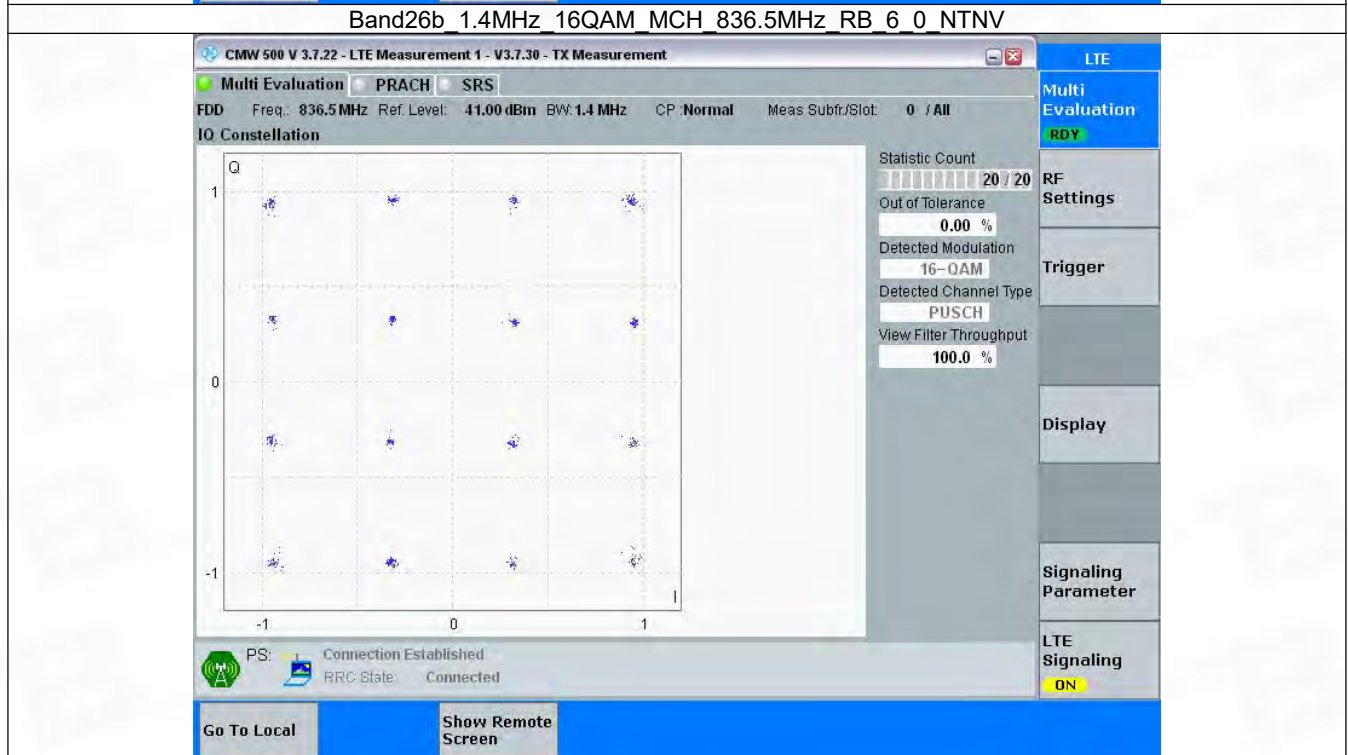 Band26b_1.4MHz_16QAM_MCH_836.5MHz_RB_6_0_NTNV
CMW 500 V 3.7.22 - LTE Measurement 1 - V3.7.30 - TX Measurement
LTE
Multi Evaluation PRACH SRS
FDD Freq.: 836.5 MHz Ref. Level: 41.00 dBm BW: 1.4 MHz CP :Normal Meas Subfr./Slot: 0 / All
IQ Constellation
Q
1
0
-1
I
-1 0 1
Statistic Count
20 / 20
Out of Tolerance
0.00 %
Detected Modulation
16-QAM
Detected Channel Type
PUSCH
View Filter Throughput
100.0 %
Multi
Evaluation
RDY
RF
Settings
Trigger
Display
Signaling
Parameter
LTE
Signaling
ON
PS: Connection Established
RRC State: Connected
Go To Local
Show Remote
Screen